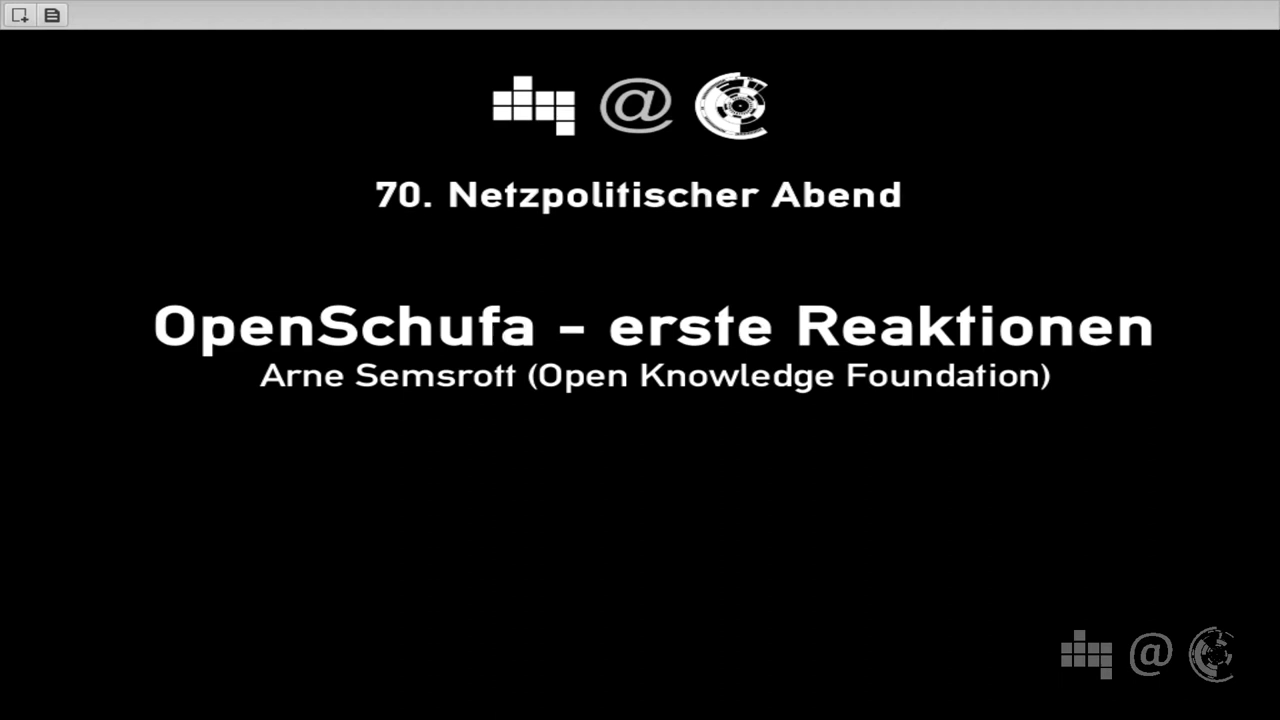 @
70. Netzpolitischer Abend
OpenSchufa - erste Reaktionen
Arne Semsrott (Open Knowledge Foundation)
@